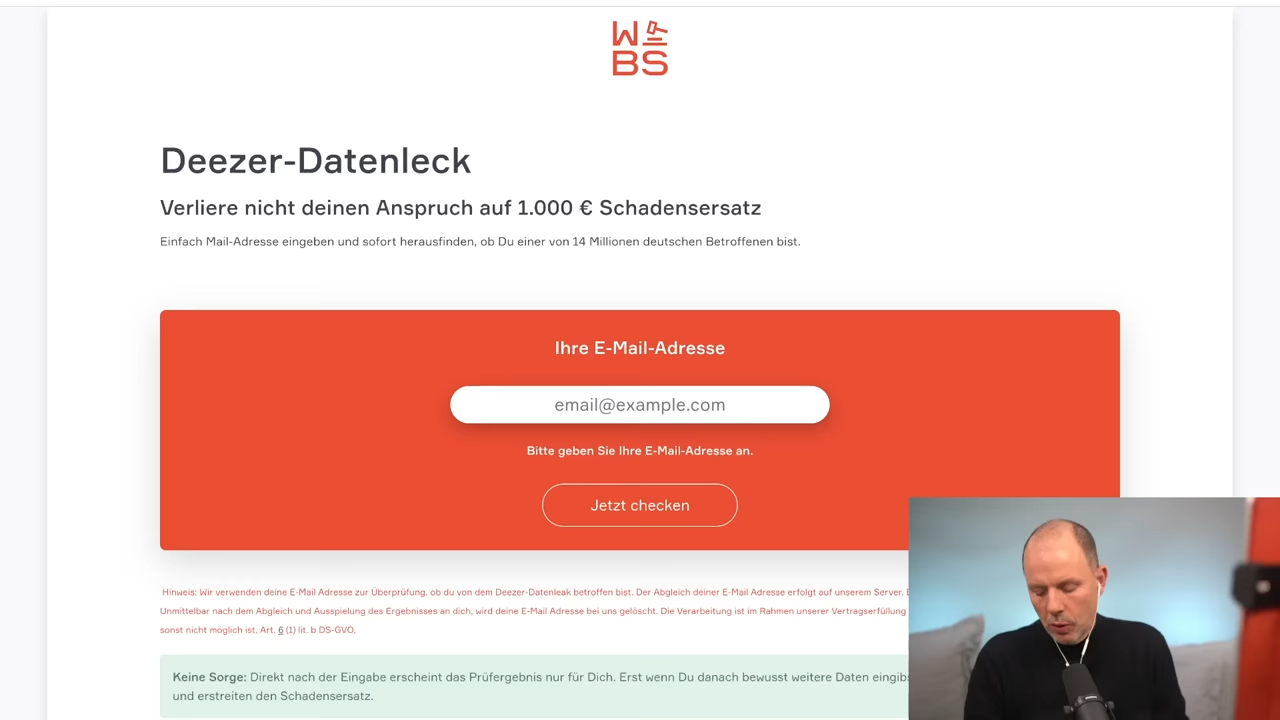 W
BS
Deezer-Datenleck
Verliere nicht deinen Anspruch auf 1.000 € Schadensersatz
Einfach Mail-Adresse eingeben und sofort herausfinden, ob Du einer von 14 Millionen deutschen Betroffenen bist.
Ihre E-Mail-Adresse
email@example.com
Bitte geben Sie Ihre E-Mail-Adresse an.
Jetzt checken
Hinweis: Wir verwenden deine E-Mail Adresse zur Überprüfung, ob du von dem Deezer-Datenleak betroffen bist. Der Abgleich deiner E-Mail Adresse erfolgt auf unserem Server.
Unmittelbar nach dem Abgleich und Ausspielung des Ergebnisses an dich, wird deine E-Mail Adresse bei uns gelöscht. Die Verarbeitung ist im Rahmen unserer Vertragserfüllung
sonst nicht möglich ist, Art. 6 (1) lit. b DS-GVO.
Keine Sorge: Direkt nach der Eingabe erscheint das Prüfergebnis nur für Dich. Erst wenn Du danach bewusst weitere Daten
und erstreiten den Schadensersatz.